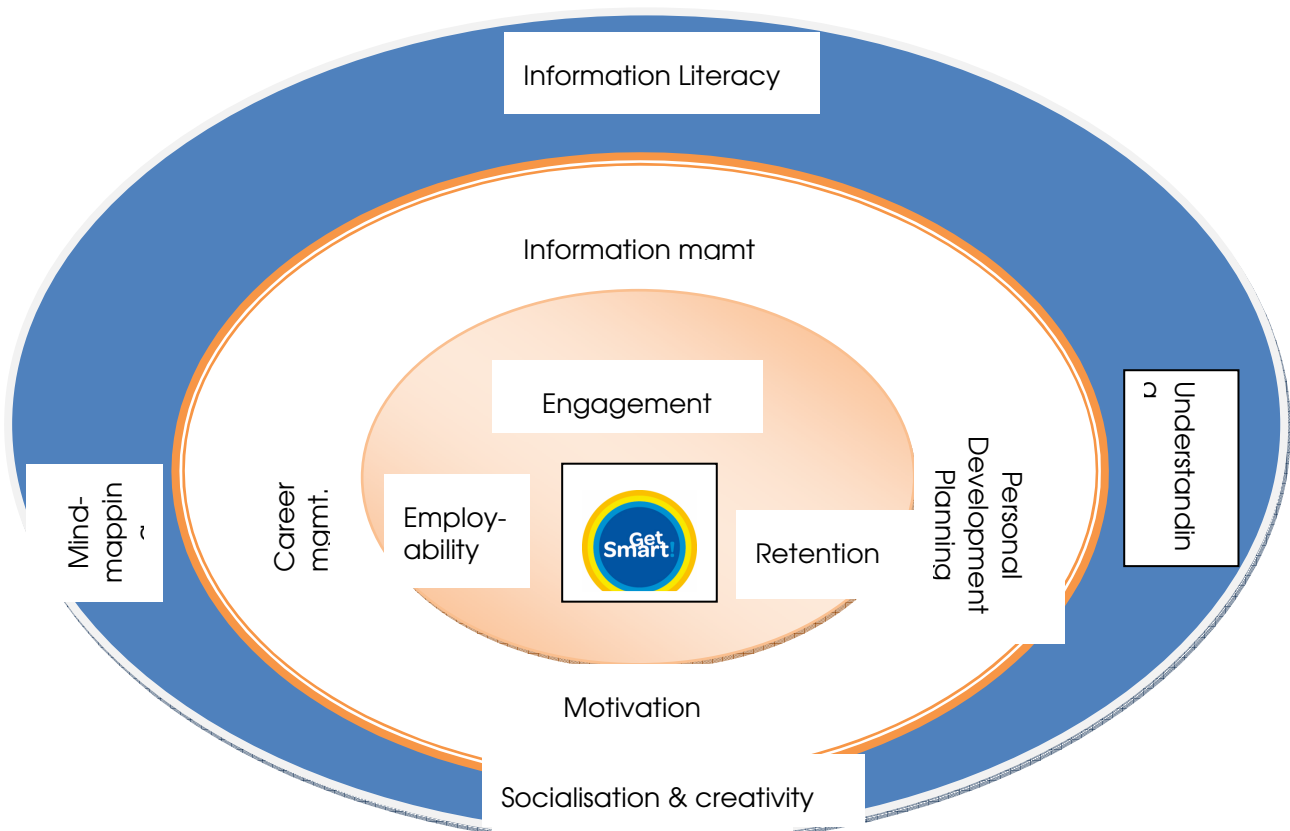 Information Literacy
Information mgmt
Engagement
Mind-
mappin
g
Career
mgmt.
Employ-
ability
Get
Smart!
Retention
Personal
Development
Planning
Understandin
g
Motivation
Socialisation & creativity